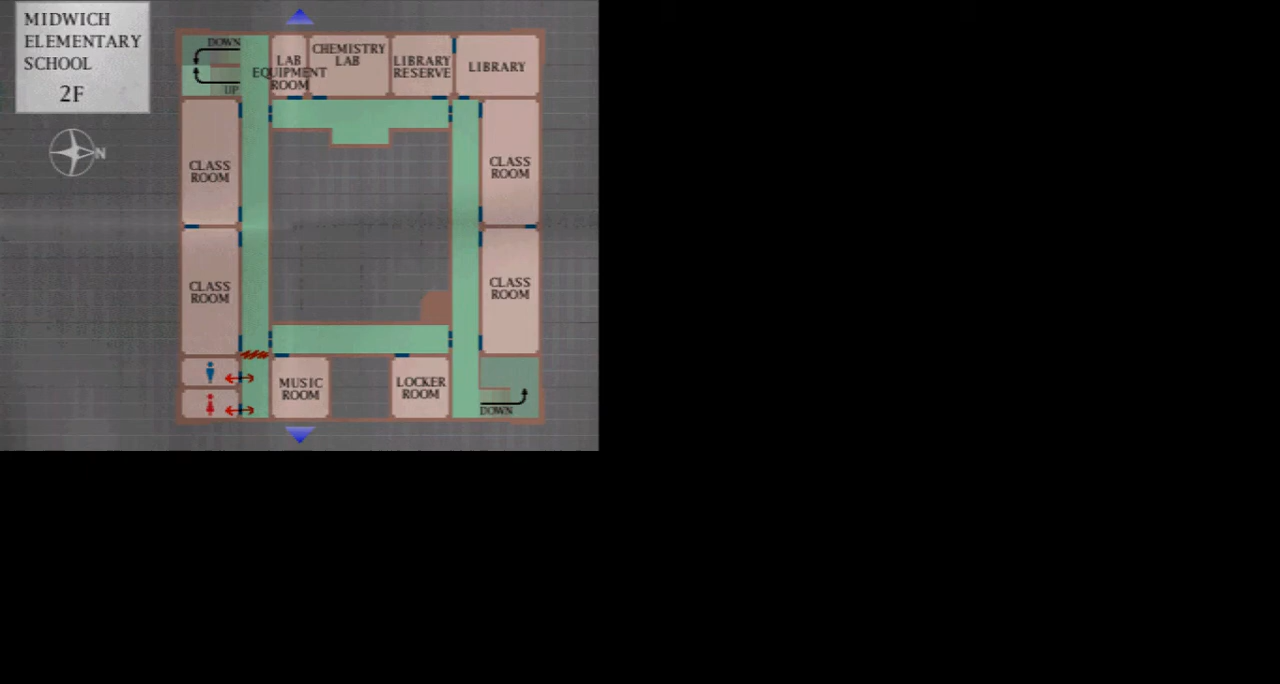 MIDWICH
ELEMENTARY
SCHOOL
2F
N
DOWN
UP
LAB
EQUIPMENT
ROOM
CHEMISTRY
LAB
LIBRARY
RESERVE
LIBRARY
CLASS
ROOM
CLASS
ROOM
CLASS
ROOM
CLASS
ROOM
MUSIC
ROOM
LOCKER
ROOM
DOWN